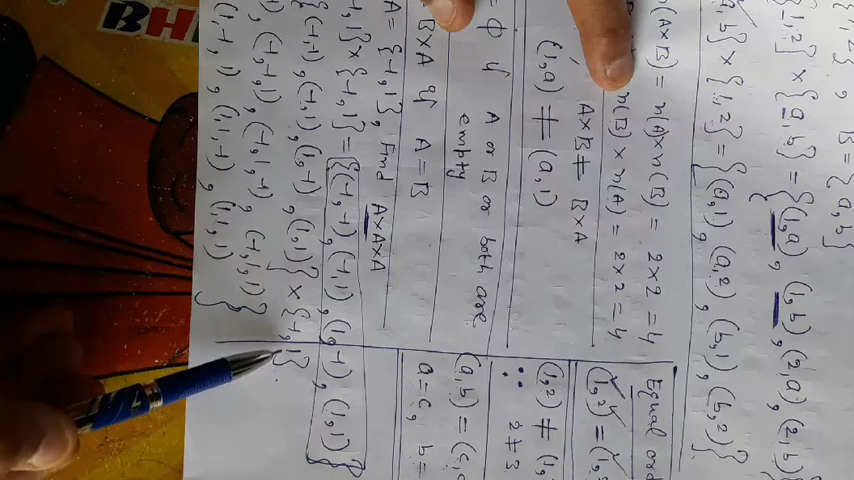 B = {a,b}
{1,2} × {a,b} = {(1,a), (1,b), (2,a), (2,b)}
{a,b} × {1,2} = {(a,1), (a,2), (b,1), (b,2)}
n(A×B) = n(A)×n(B) = 2×2 = 4
n(B) × n(A) = 2×2 = 4
A×B ≠ B×A
(1,a) ≠ (a,1)
= φ if A or B or both are
empty
B×A if A = B
A = {-1,1}, Find A×A×A
-1,1} × {-1,1} = {(-1,-1), (-1,1), (1,-1), (1,1)}
{(-1,-1), (-1,1), (1,-1), (1,1)} × {-1,1}
(-1,-1,1), (-1,1,-1), (-1,1,1)
(1,-1,1), (1,1,-1), (1,1,1) }
Equal ord
(1,2) = (1,
(1,2) ≠ (1,
∵ 2≠3
(a,b) = (c,
a=c, b=
BH